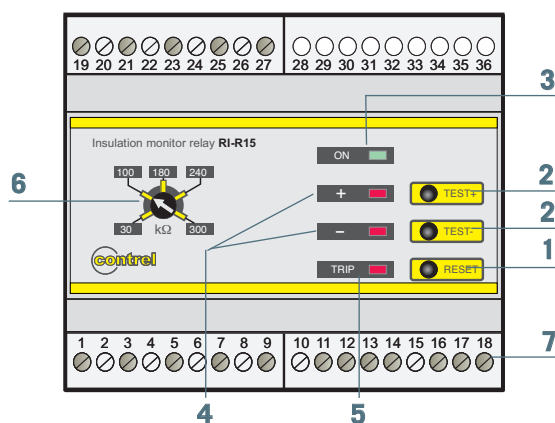 19 20 21 22 23 24 25 26 27 28 29 30 31 32 33 34 35 36
3
Insulation monitor relay RI-R15
ON
100 180 240
6
+ TEST+ 2
30 kΩ 300
- TEST- 2
contrel
TRIP RESET 1
1 2 3 4 5 6 7 8 9 10 11 12 13 14 15 16 17 18
7
4 5